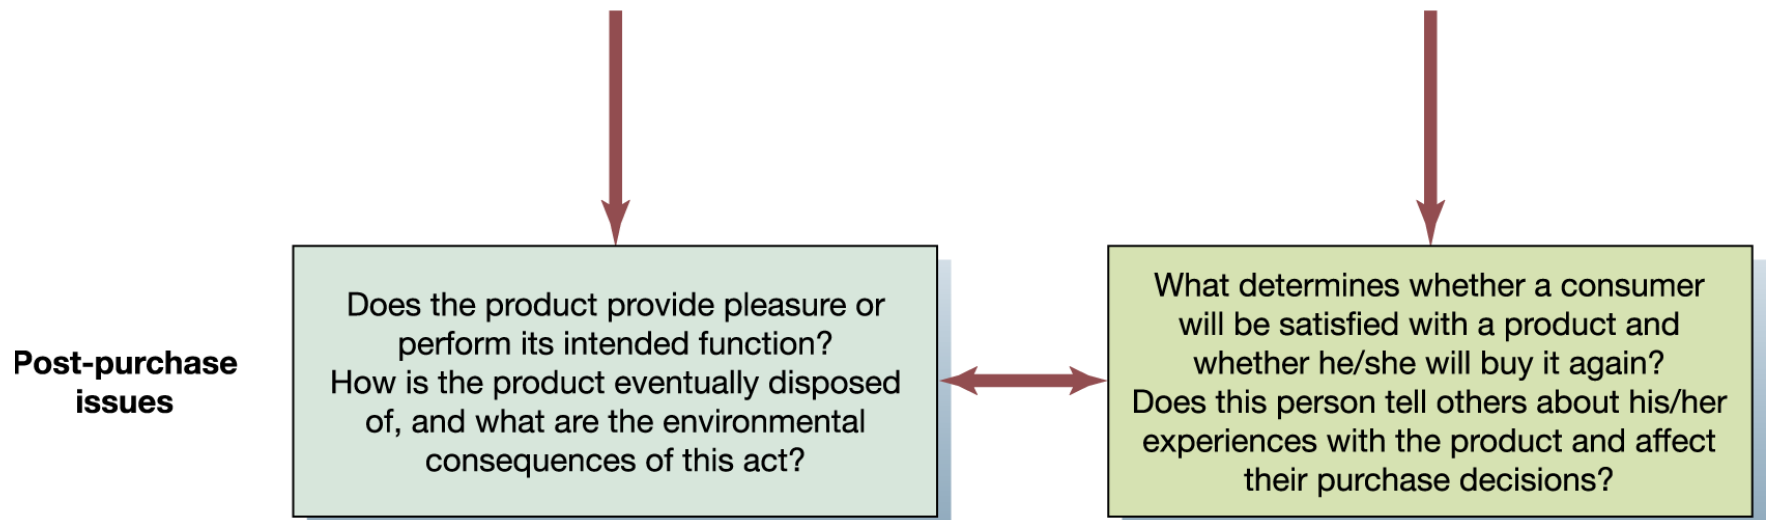 Post-purchase
issues
Does the product provide pleasure or
perform its intended function?
How is the product eventually disposed
of, and what are the environmental
consequences of this act?
What determines whether a consumer
will be satisfied with a product and
whether he/she will buy it again?
Does this person tell others about his/her
experiences with the product and affect
their purchase decisions?